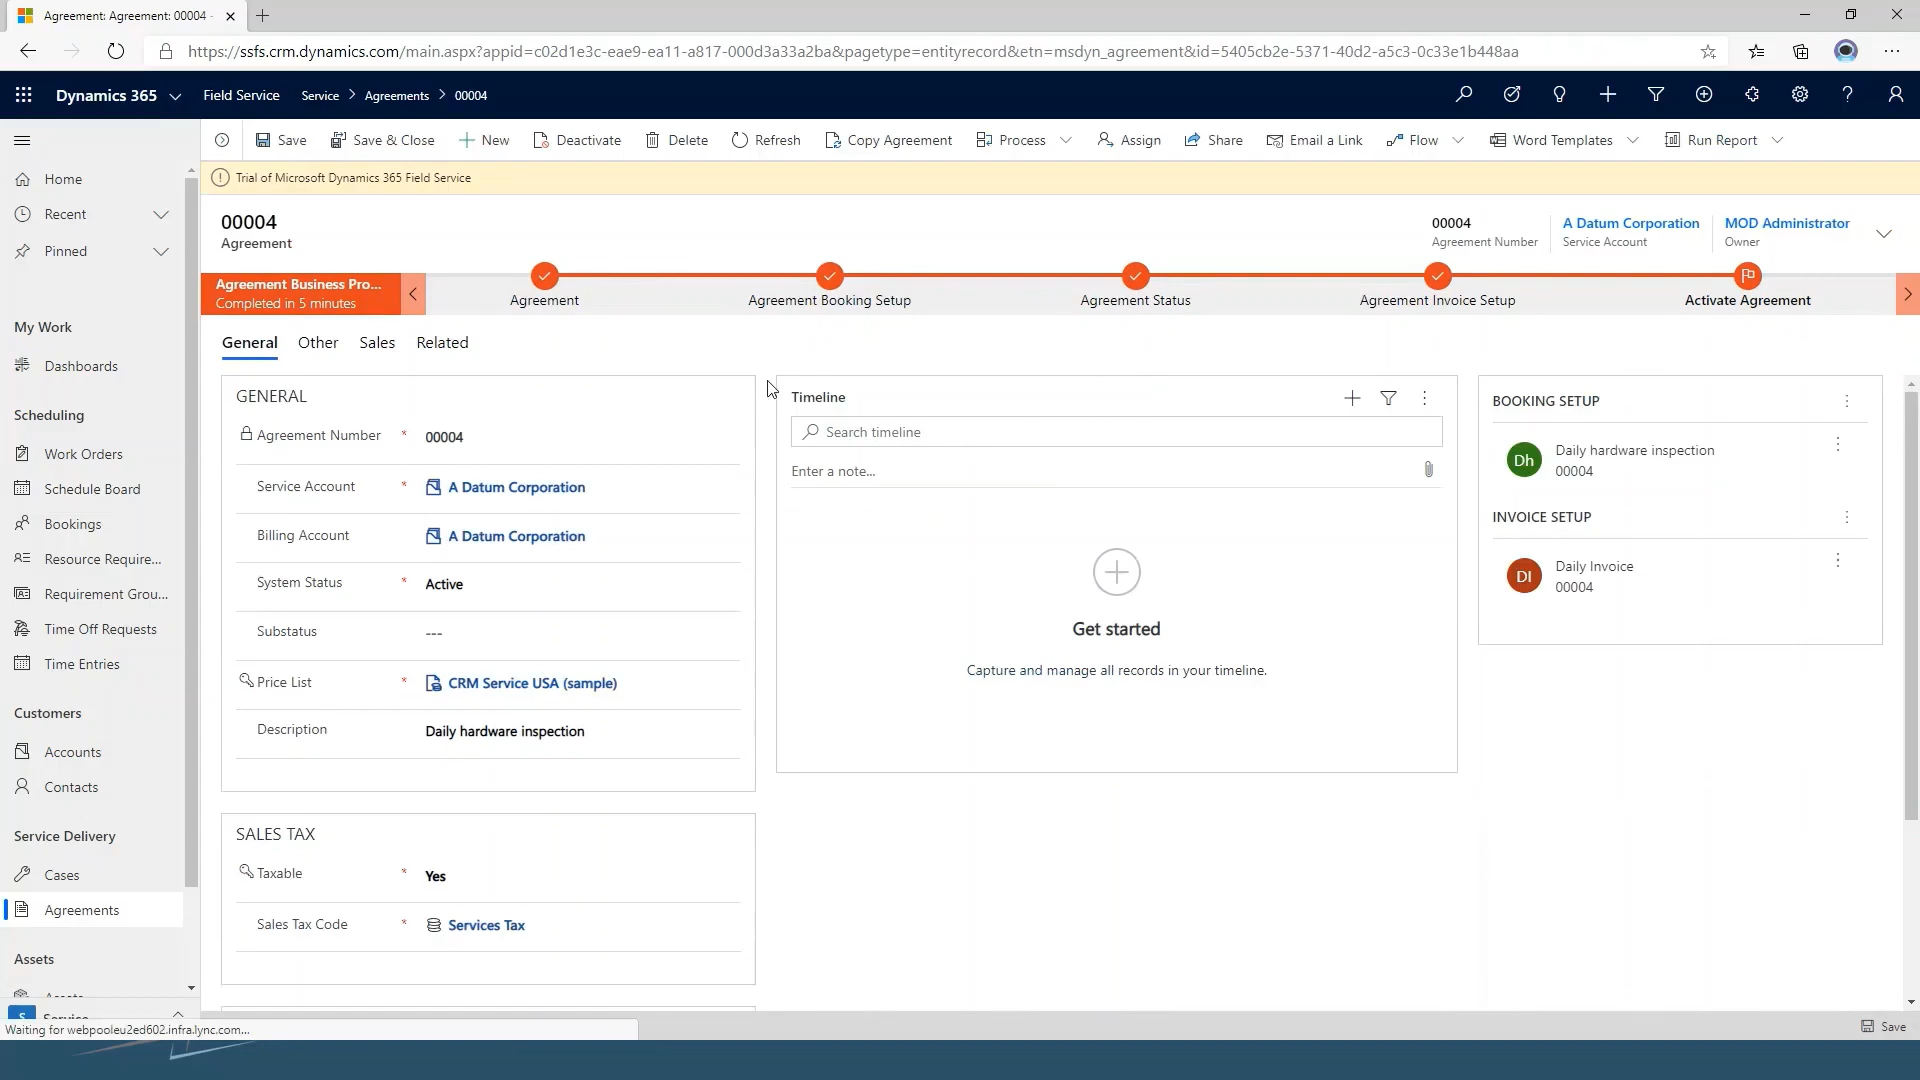 Agreement: Agreement: 00004 -
https://ssfs.crm.dynamics.com/main.aspx?appid=c02d1e3c-eae9-ea11-a817-000d3a33a2ba&pagetype=entityrecord&etn=msdyn_agreement&id=5405cb2e-5371-40d2-a5c3-0c33e1b448aa
Dynamics 365 Field Service Service > Agreements > 00004
Save Save & Close New Deactivate Delete Refresh Copy Agreement Process Assign Share Email a Link Flow Word Templates Run Report
Trial of Microsoft Dynamics 365 Field Service
Home
Recent
Pinned
My Work
Dashboards
Scheduling
Work Orders
Schedule Board
Bookings
Resource Require...
Requirement Grou...
Time Off Requests
Time Entries
Customers
Accounts
Contacts
Service Delivery
Cases
Agreements
Assets
00004
Agreement
00004
Agreement Number
A Datum Corporation
Service Account
MOD Administrator
Owner
Agreement Business Pro...
Completed in 5 minutes
Agreement
Agreement Booking Setup
Agreement Status
Agreement Invoice Setup
Activate Agreement
General Other Sales Related
GENERAL
Agreement Number * 00004
Service Account * A Datum Corporation
Billing Account A Datum Corporation
System Status * Active
Substatus ---
Price List * CRM Service USA (sample)
Description Daily hardware inspection
SALES TAX
Taxable * Yes
Sales Tax Code * Services Tax
Timeline
Search timeline
Enter a note...
Get started
Capture and manage all records in your timeline.
BOOKING SETUP
Dh
Daily hardware inspection
00004
INVOICE SETUP
DI
Daily Invoice
00004
Waiting for webpooleu2ed602.infra.lync.com...
Save